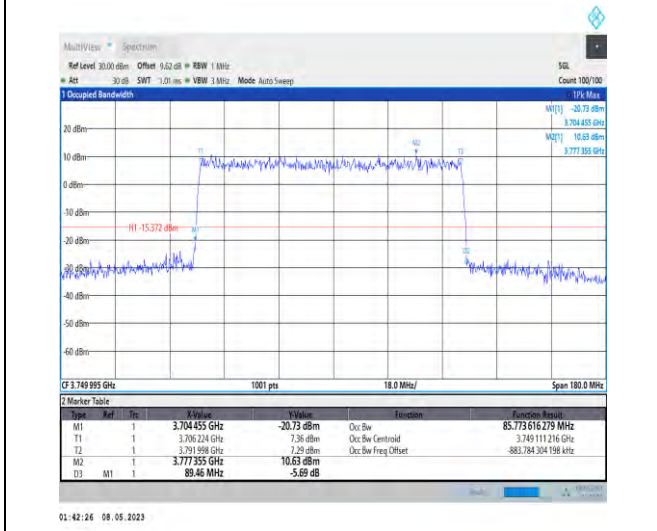 MultiView Spectrum
Ref Level 30.00 dBm Offset 9.62 dB RBW 1 MHz SGL
Att 30 dB SWT 1.01 ms VBW 3 MHz Mode Auto Sweep Count 100/100
1 Occupied Bandwidth 1Pk Max
M1[1] -20.73 dBm
3.704 455 GHz
20 dBm
M2[1] 10.63 dBm
3.777 355 GHz
M2
T1 T2
10 dBm
0 dBm
-10 dBm
H1 -15.372 dBm M1
-20 dBm
-30 dBm
-40 dBm
-50 dBm
-60 dBm
CF 3.749 995 GHz 1001 pts 18.0 MHz/ Span 180.0 MHz
2 Marker Table
Type Ref Trc X-Value Y-Value Function Function Result
M1 1 3.704 455 GHz -20.73 dBm Occ Bw 85.773 616 279 MHz
T1 1 3.706 224 GHz 7.36 dBm Occ Bw Centroid 3.749 111 216 GHz
T2 1 3.791 998 GHz 7.29 dBm Occ Bw Freq Offset -883.784 304 198 kHz
M2 1 3.777 355 GHz 10.63 dBm
D3 M1 1 89.46 MHz -5.69 dB
01:42:26 08.05.2023